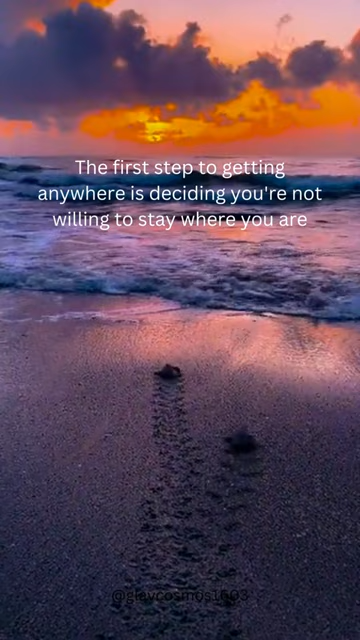 The first step to getting
anywhere is deciding you're not
willing to stay where you are